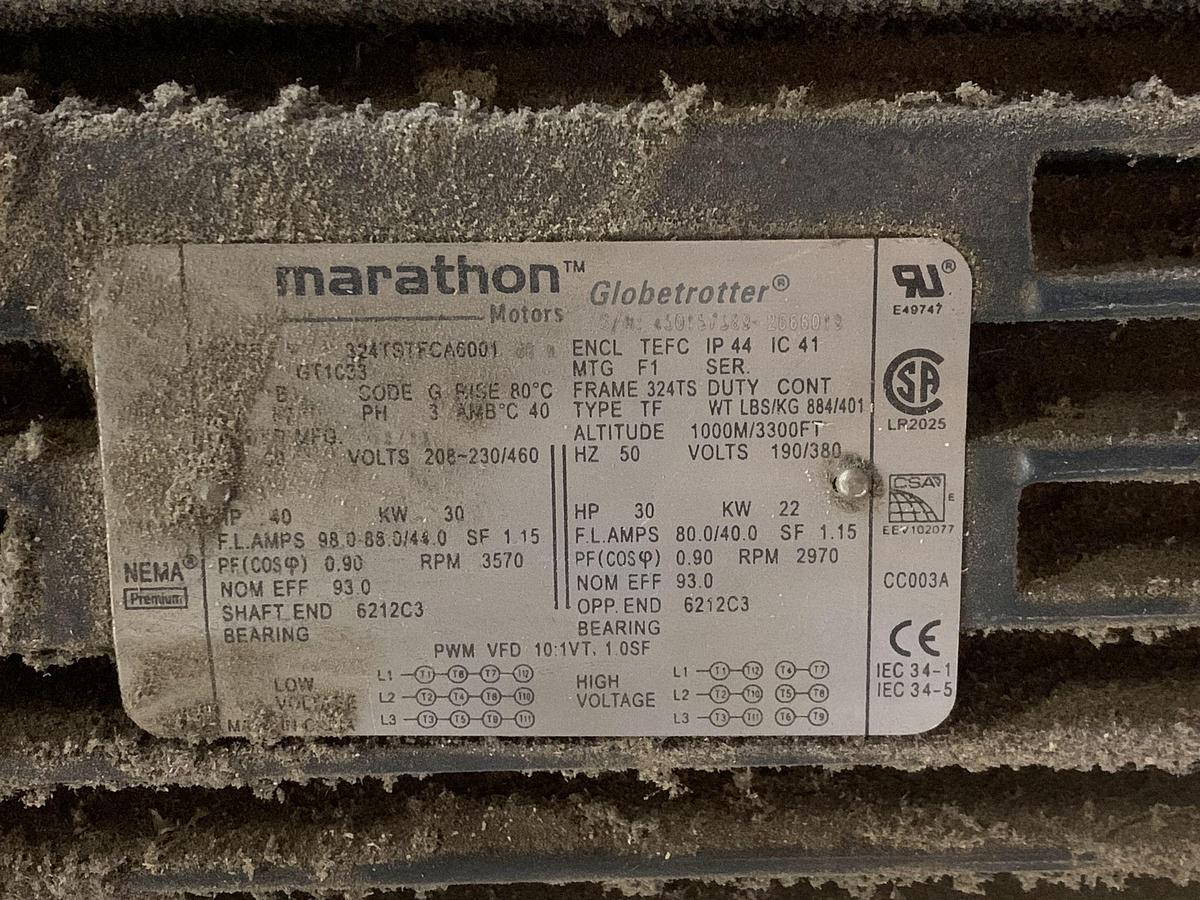 marathon™
Motors
Globetrotter®
324TSTFCA6001
GT1033
CODE G RISE 80°C
PH 3 AMB°C 40
MFG.
VOLTS 208-230/460
HP 40 KW 30
F.L.AMPS 98.0-88.0/44.0 SF 1.15
PF(COSφ) 0.90 RPM 3570
NOM EFF 93.0
SHAFT END 6212C3
BEARING
ENCL TEFC IP 44 IC 41
MTG F1 SER.
FRAME 324TS DUTY CONT
TYPE TF WT LBS/KG 884/401
ALTITUDE 1000M/3300FT
HZ 50 VOLTS 190/380
HP 30 KW 22
F.L.AMPS 80.0/40.0 SF 1.15
PF(COSφ) 0.90 RPM 2970
NOM EFF 93.0
OPP. END 6212C3
BEARING
PWM VFD 10:1VT, 1.0SF
LOW
VOLTAGE
L1 T1 T6 T7 T12
L2 T2 T4 T8 T10
L3 T3 T5 T9 T11
HIGH
VOLTAGE
L1 T1 T12 T4 T7
L2 T2 T10 T5 T8
L3 T3 T11 T6 T9
NEMA®
Premium
®
E49747
LR2025
CSA
E
EEV102077
CC003A
CE
IEC 34-1
IEC 34-5